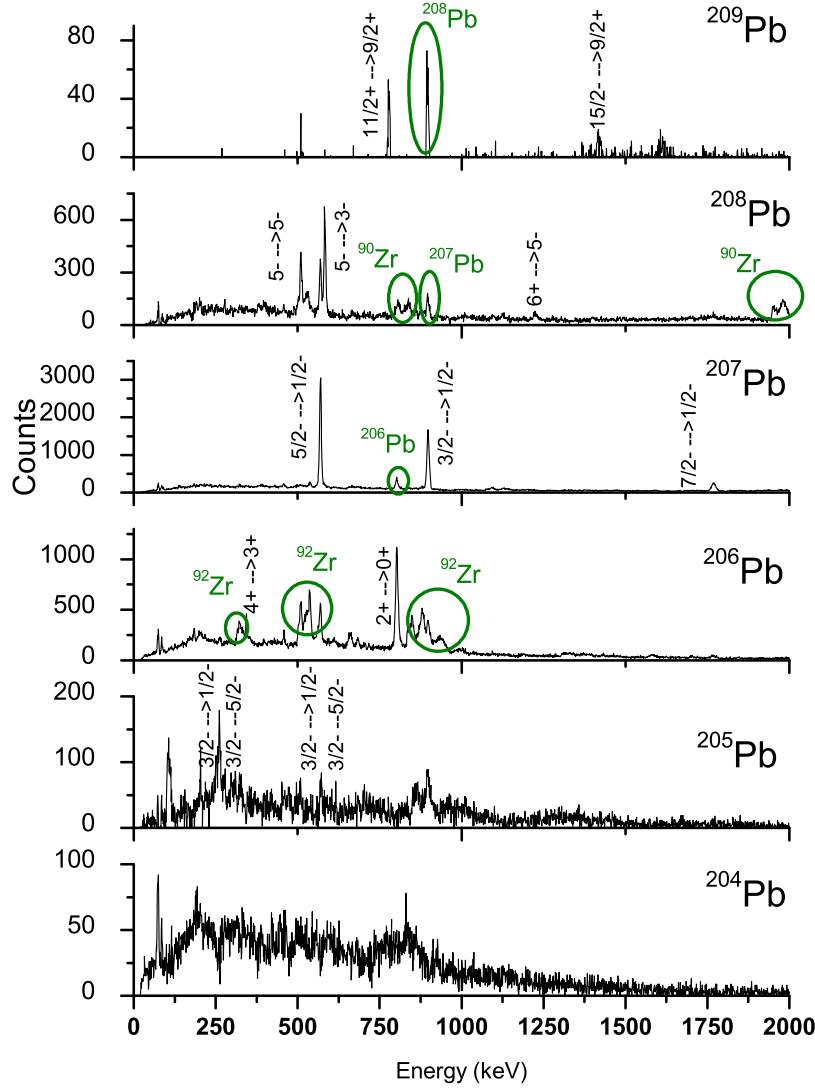 ²⁰⁸Pb
²⁰⁹Pb
80
40
0
11/2+ -->9/2+
15/2- -->9/2+
²⁰⁸Pb
600
300
0
5- -->5-
5- -->3-
⁹⁰Zr
²⁰⁷Pb
6+ -->5-
⁹⁰Zr
²⁰⁷Pb
3000
2000
1000
0
5/2- -->1/2-
²⁰⁶Pb
3/2- -->1/2-
7/2- -->1/2-
Counts
²⁰⁶Pb
1000
500
0
⁹²Zr
4+ -->3+
⁹²Zr
2+ -->0+
⁹²Zr
²⁰⁵Pb
200
100
0
3/2- -->1/2-
3/2- -->5/2-
3/2- -->1/2-
3/2- -->5/2-
²⁰⁴Pb
100
50
0
0 250 500 750 1000 1250 1500 1750 2000
Energy (keV)